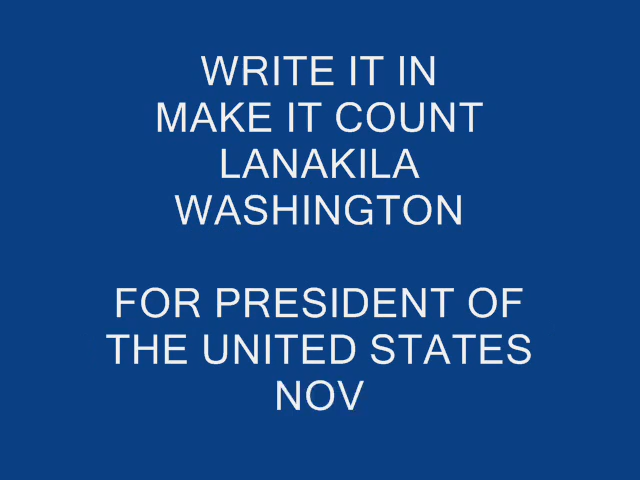 WRITE IT IN
MAKE IT COUNT
LANAKILA
WASHINGTON
FOR PRESIDENT OF
THE UNITED STATES
NOV